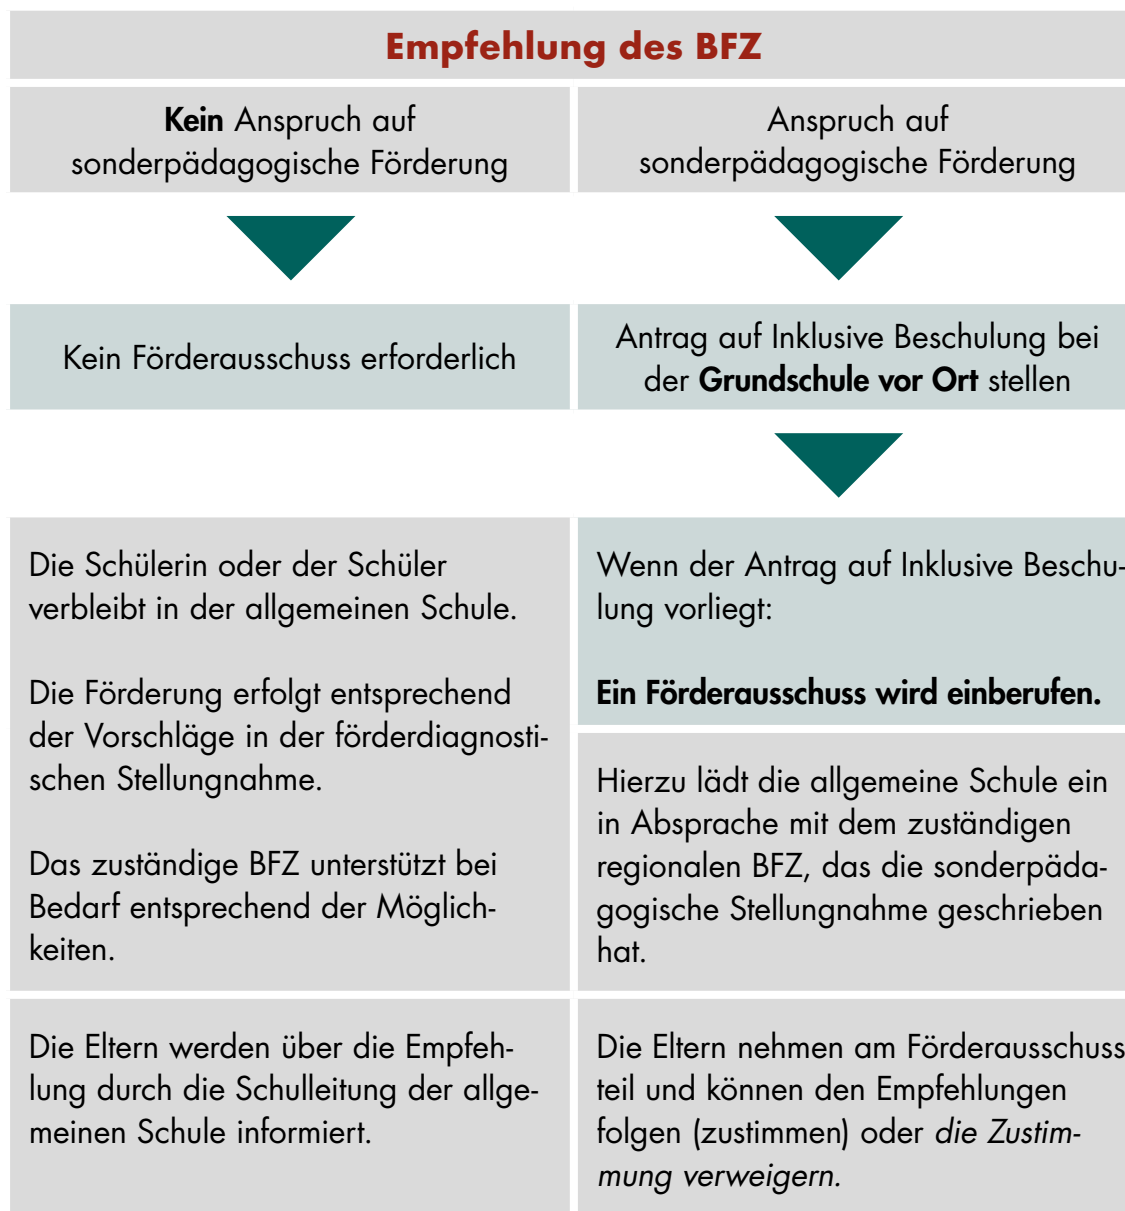 Empfehlung des BFZ
Kein Anspruch auf
sonderpädagogische Förderung
Anspruch auf
sonderpädagogische Förderung
Kein Förderausschuss erforderlich
Antrag auf Inklusive Beschulung bei
der Grundschule vor Ort stellen
Die Schülerin oder der Schüler
verbleibt in der allgemeinen Schule.
Die Förderung erfolgt entsprechend
der Vorschläge in der förderdiagnosti-
schen Stellungnahme.
Das zuständige BFZ unterstützt bei
Bedarf entsprechend der Möglich-
keiten.
Wenn der Antrag auf Inklusive Beschu-
lung vorliegt:
Ein Förderausschuss wird einberufen.
Hierzu lädt die allgemeine Schule ein
in Absprache mit dem zuständigen
regionalen BFZ, das die sonderpäda-
gogische Stellungnahme geschrieben
hat.
Die Eltern werden über die Empfeh-
lung durch die Schulleitung der allge-
meinen Schule informiert.
Die Eltern nehmen am Förderausschuss
teil und können den Empfehlungen
folgen (zustimmen) oder die Zustim-
mung verweigern.